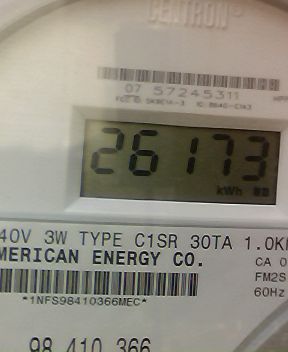 CENTRON®
07 57245311
26173
kWh
40V 3W TYPE C1SR 30TA 1.0K
MERICAN ENERGY CO.
CA 0
FM2S
60Hz
*1NFS98410366MEC*
98 410 366